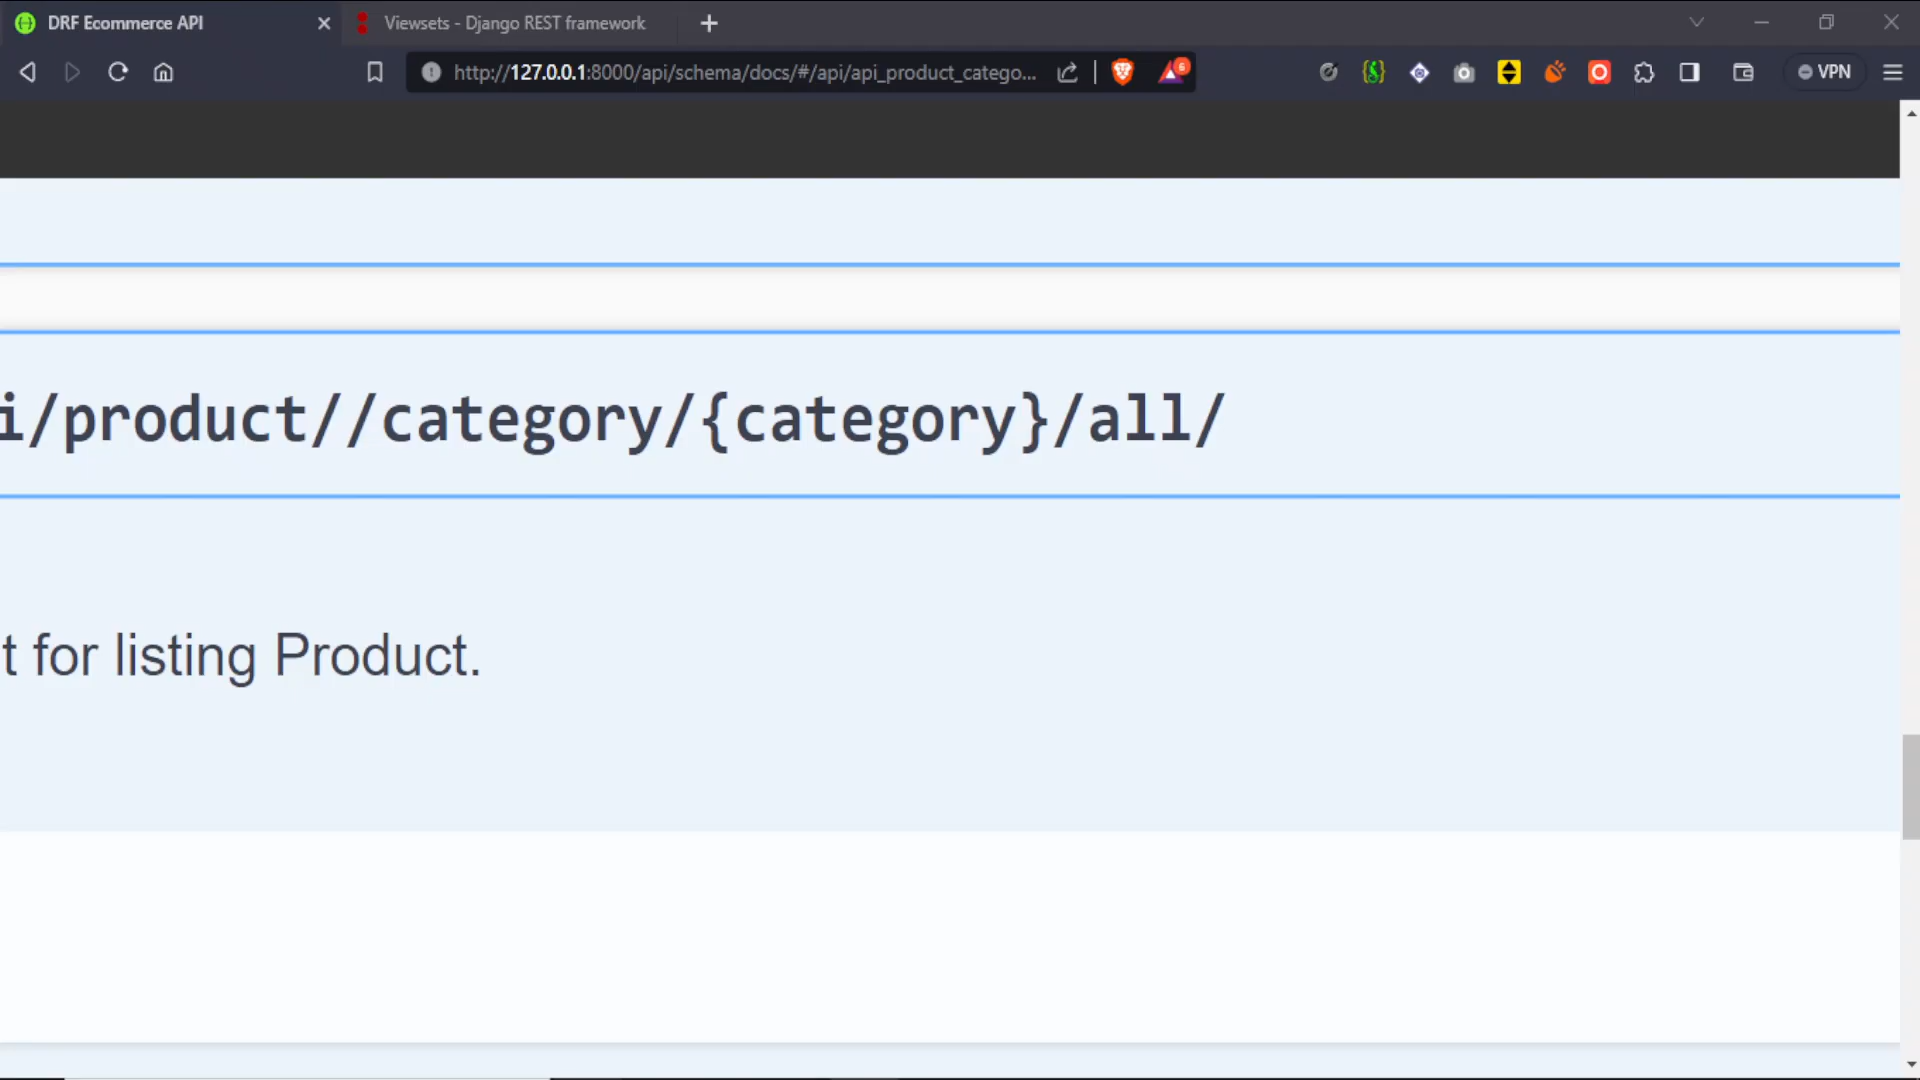 DRF Ecommerce API
Viewsets - Django REST framework
http://127.0.0.1:8000/api/schema/docs/#/api/api_product_catego...
6
VPN
i/product//category/{category}/all/
t for listing Product.